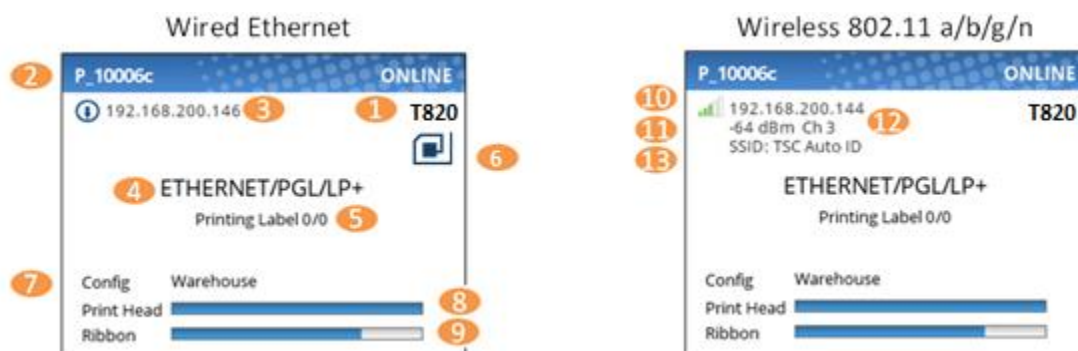 Wired Ethernet
2 P_10006c ONLINE
192.168.200.146 3 1 T820
6
4 ETHERNET/PGL/LP+
Printing Label 0/0 5
7 Config Warehouse
Print Head 8
Ribbon 9
Wireless 802.11 a/b/g/n
P_10006c ONLINE
10 192.168.200.144 T820
11 -64 dBm Ch 3 12
13 SSID: TSC Auto ID
ETHERNET/PGL/LP+
Printing Label 0/0
Config Warehouse
Print Head
Ribbon